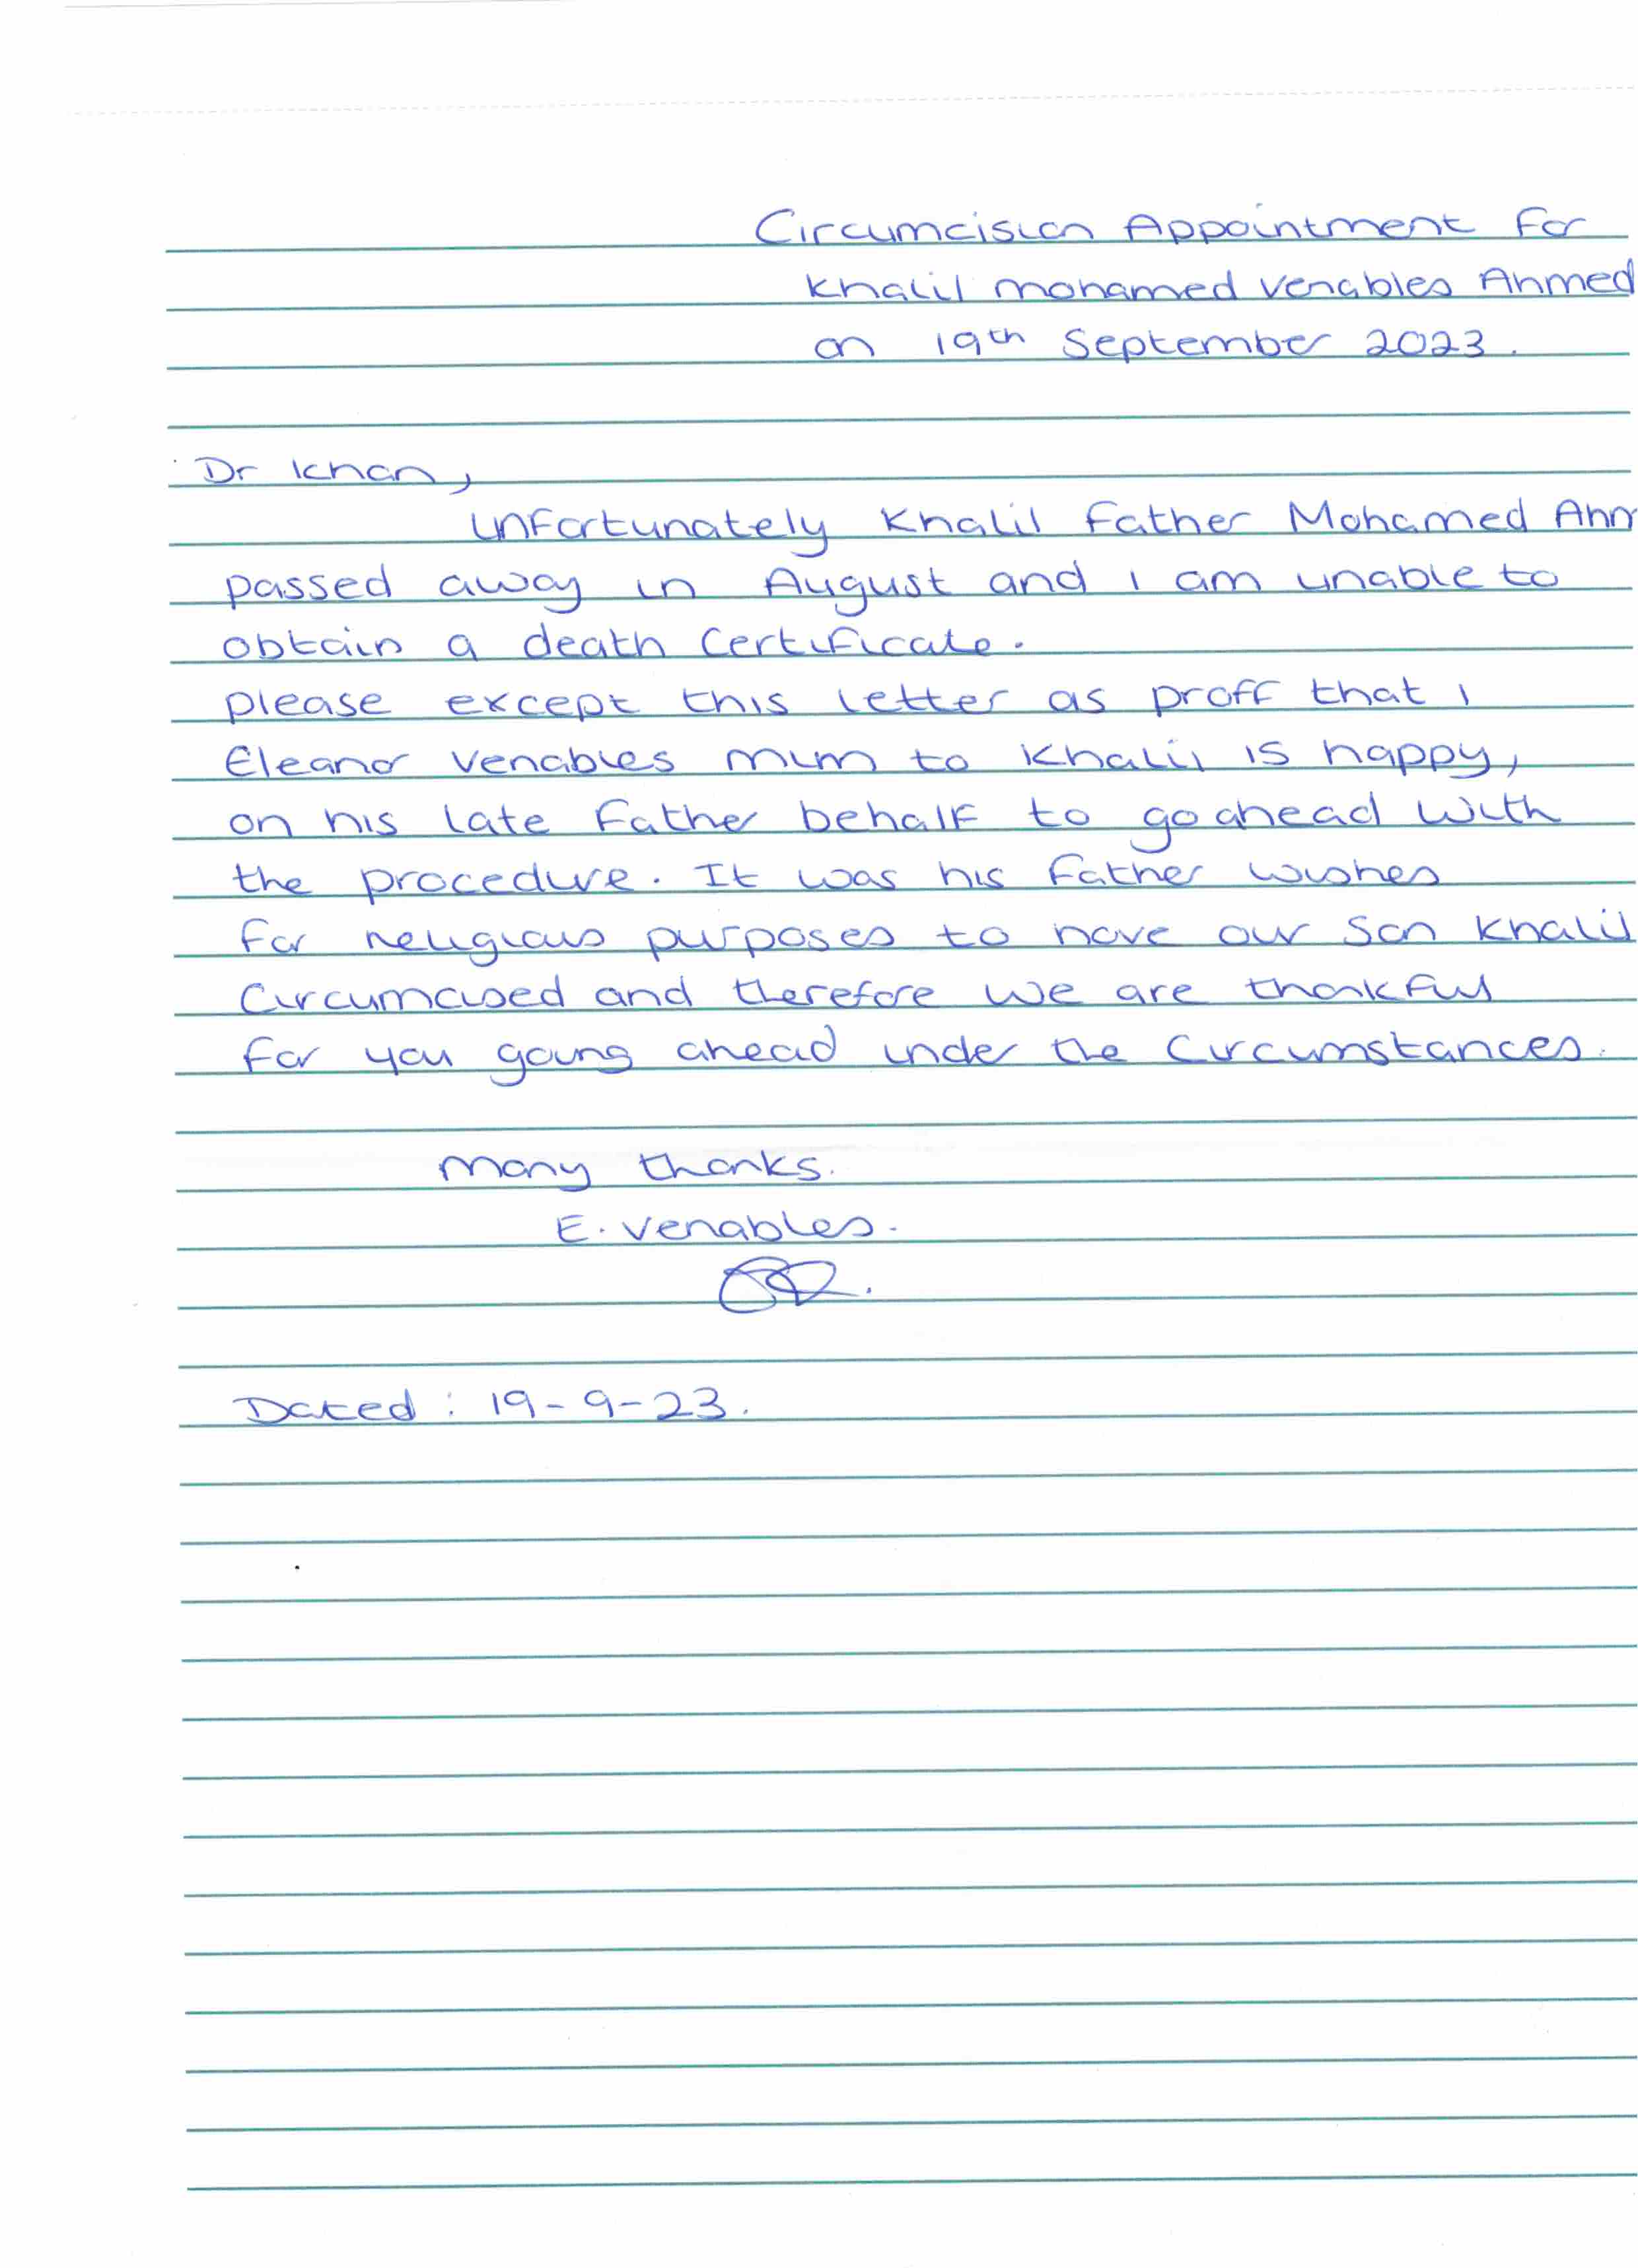 Circumcision Appointment For
Khalil mohamed Venables Ahmed
on 19th September 2023.
Dr Khan,
Unfortunately Khalil Father Mohamed Ahm
passed away in August and I am unable to
obtain a death certificate.
please except this letter as proff that I
Eleanor Venables mum to Khalil is happy,
on his late Father behalf to go ahead with
the procedure. It was his Father wishes
for religious purposes to have our son Khalil
Circumcised and therefore we are thankful
for you going ahead under the circumstances.
Many thanks.
E. Venables.
Dated : 19-9-23.